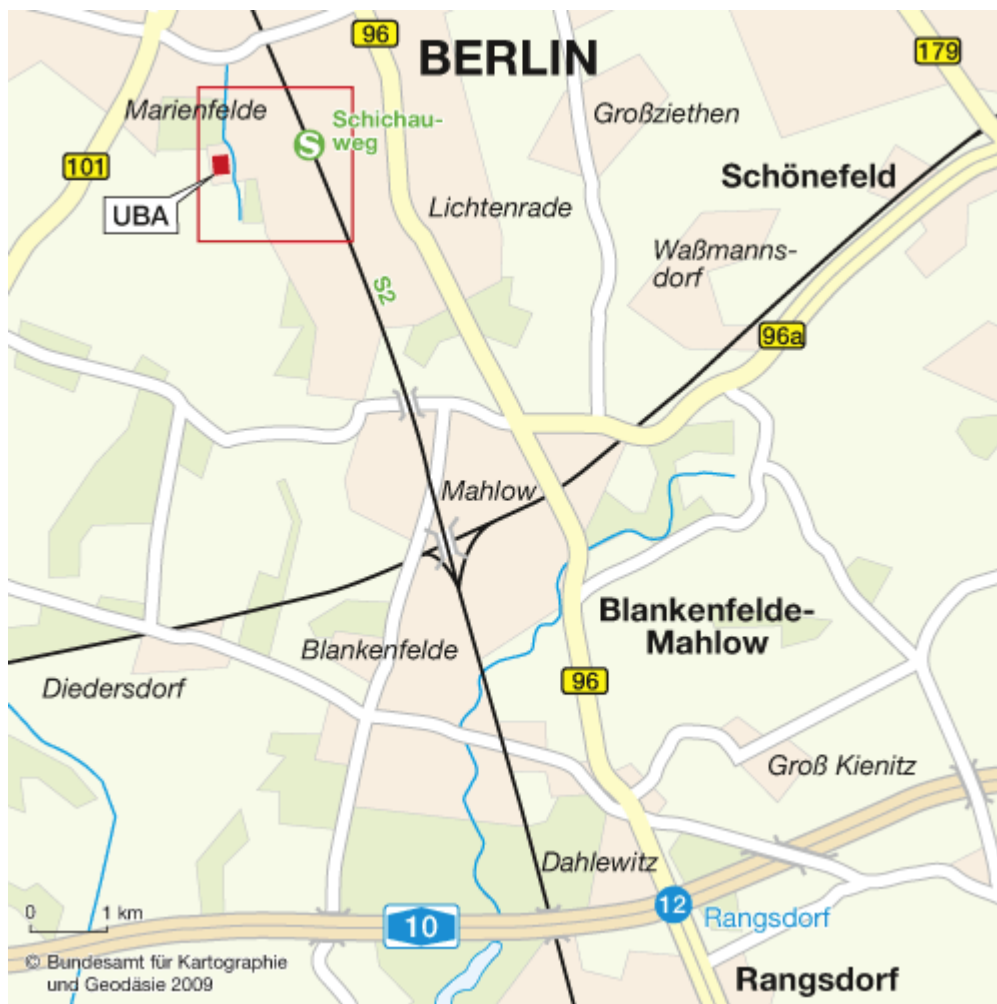 96
BERLIN
179
Marienfelde
Großziethen
S
Schichau-
weg
101
Schönefeld
UBA
Lichtenrade
Waßmanns-
dorf
S2
96a
Mahlow
Blankenfelde-
Mahlow
Blankenfelde
96
Diedersdorf
Groß Kienitz
Dahlewitz
0 1 km
12
Rangsdorf
10
© Bundesamt für Kartographie
und Geodäsie 2009
Rangsdorf